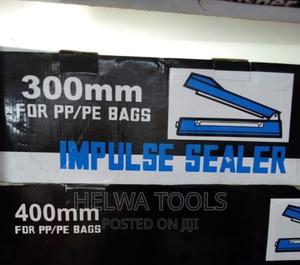 300mm
FOR PP/PE BAGS
IMPULSE SEALER
HELWA TOOLS
POSTED ON JIJI
400mm
FOR PP/PE BAGS